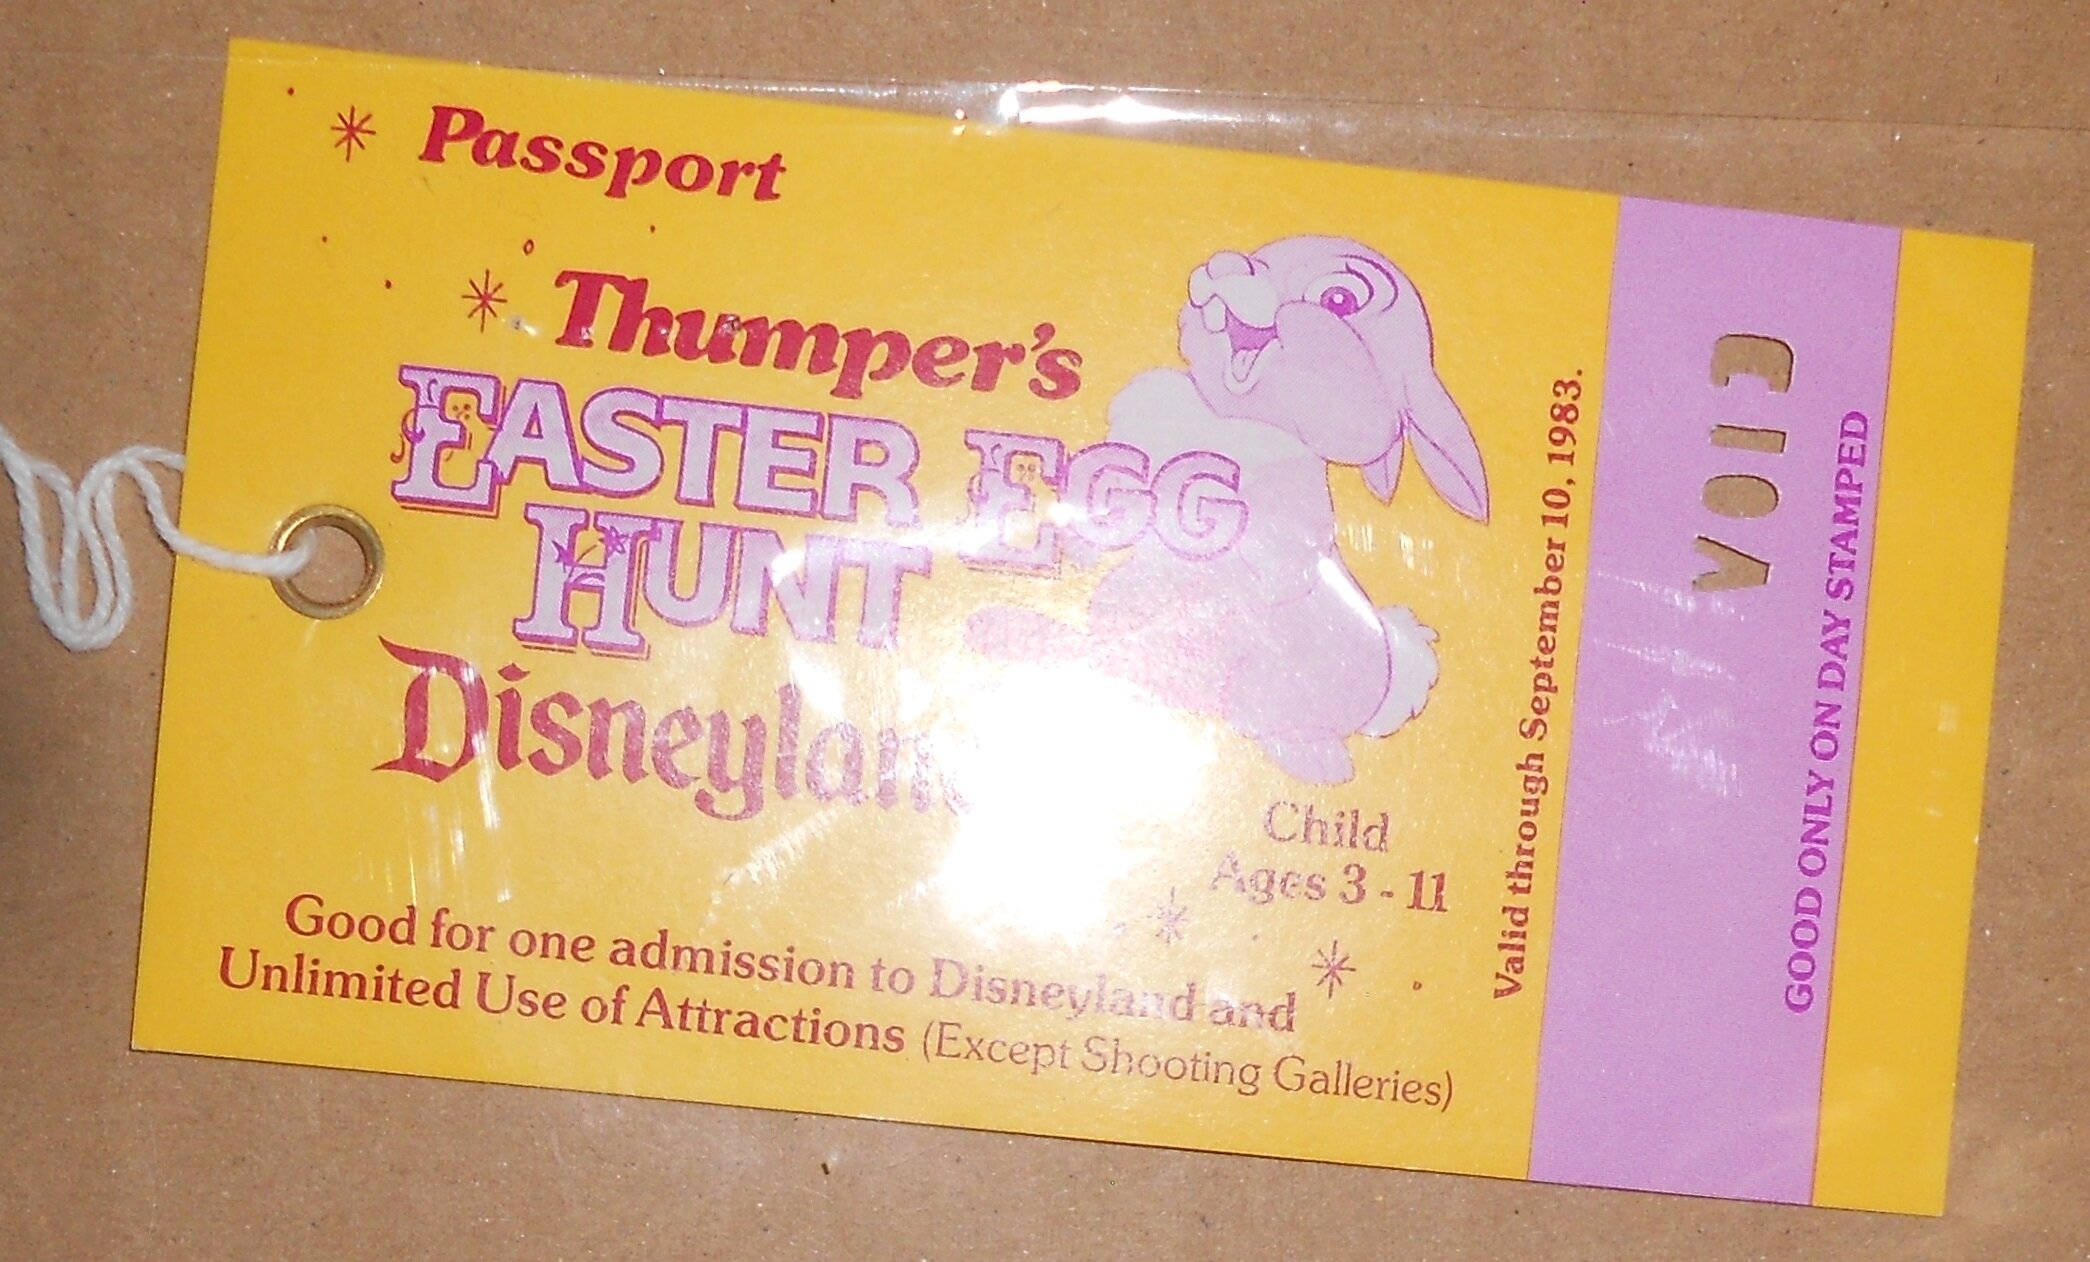 Passport
Thumper's
EASTER EGG
HUNT
Disneyland
Child
Ages 3 - 11
Good for one admission to Disneyland and
Unlimited Use of Attractions (Except Shooting Galleries)
Valid through September 10, 1983.
VOID
GOOD ONLY ON DAY STAMPED